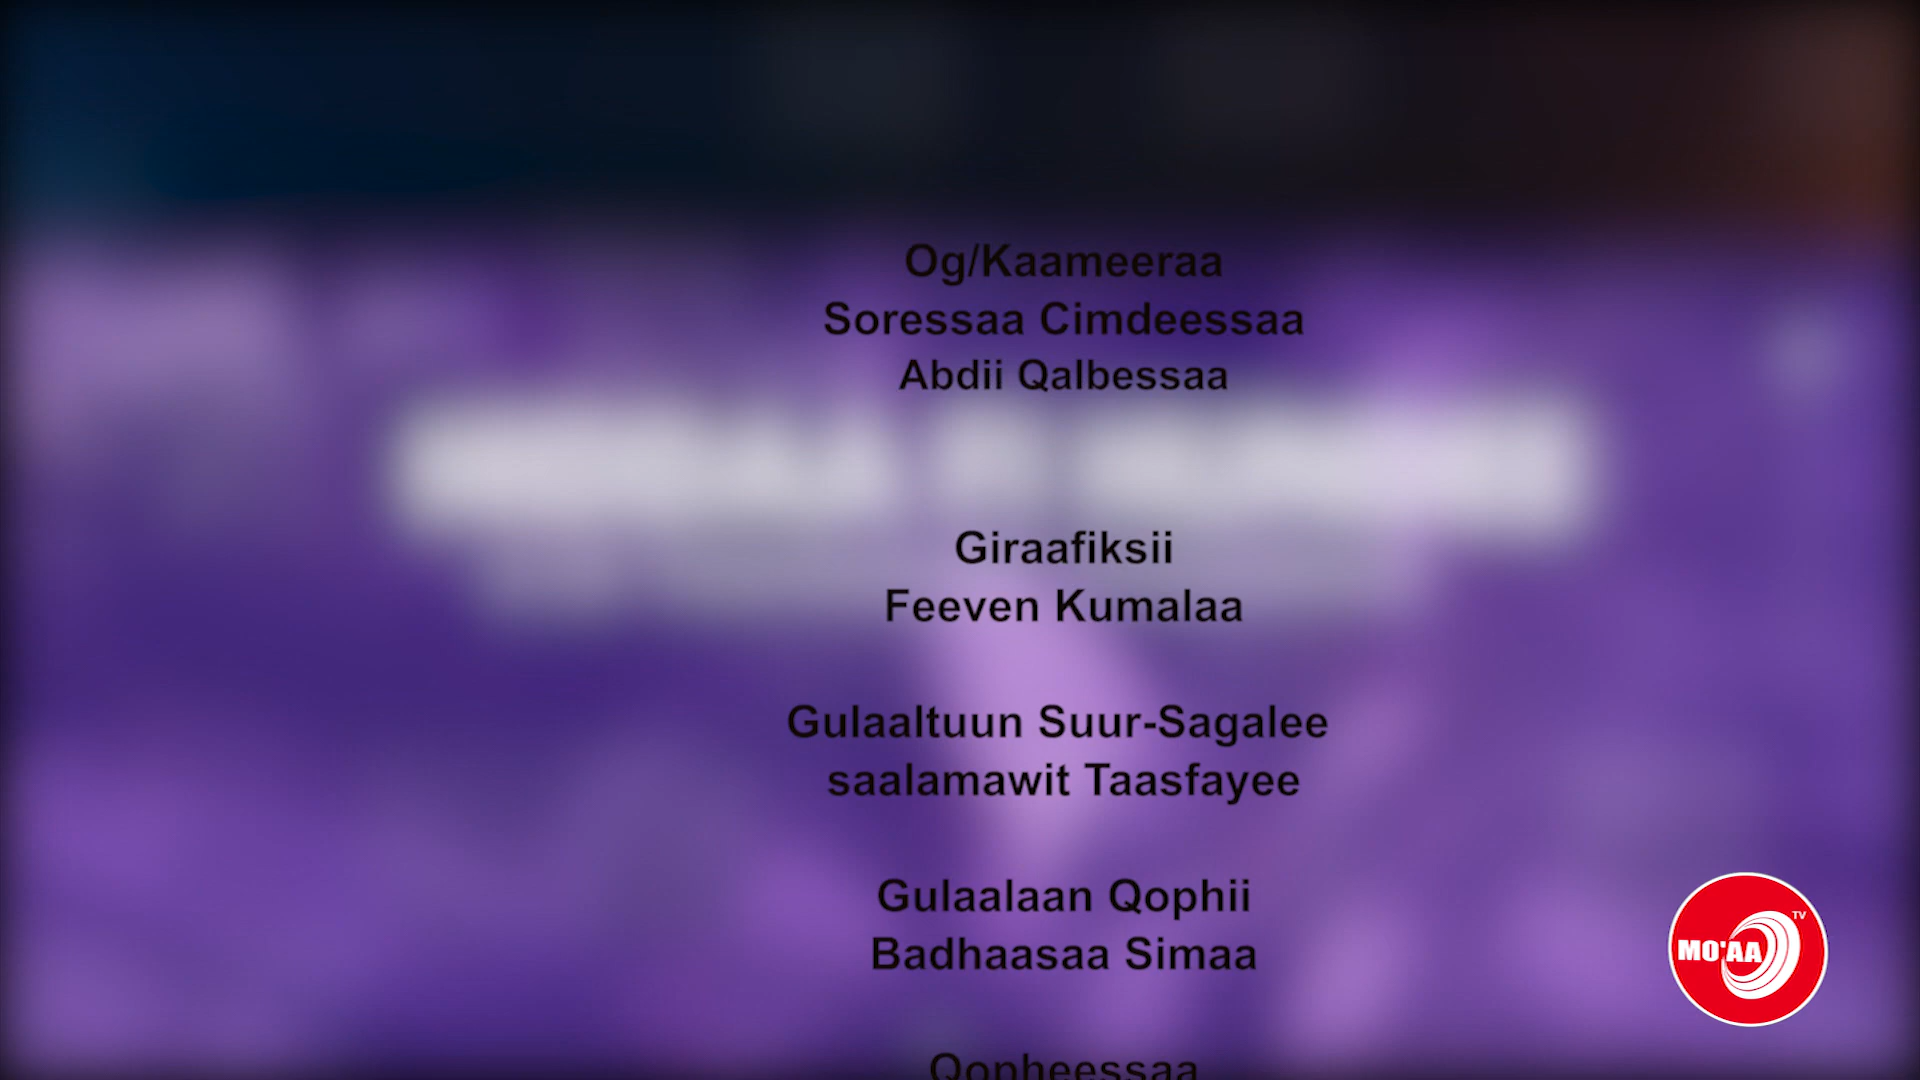 Og/Kaameeraa
Soressaa Cimdeessaa
Abdii Qalbessaa
Giraafiksii
Feeven Kumalaa
Gulaaltuun Suur-Sagalee
saalamawit Taasfayee
Gulaalaan Qophii
Badhaasaa Simaa
Qopheessaa
MO'AA TV